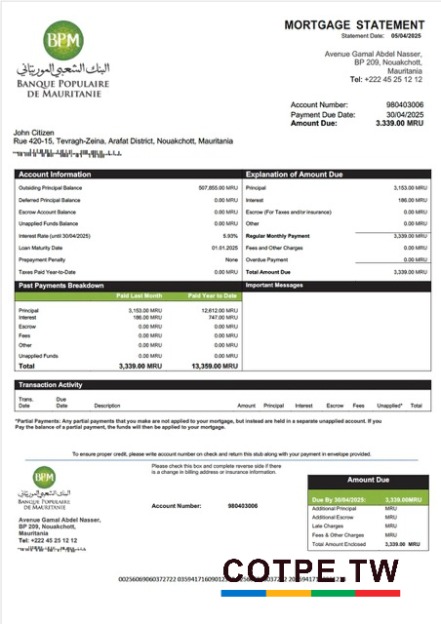 BPM
البنك الشعبي الموريتاني
BANQUE POPULAIRE
DE MAURITANIE
MORTGAGE STATEMENT
Statement Date: 05/04/2025
Avenue Gamal Abdel Nasser,
BP 209, Nouakchott,
Mauritania
Tel: +222 45 25 12 12
Account Number: 980403006
Payment Due Date: 30/04/2025
Amount Due: 3.339.00 MRU
John Citizen
Rue 420-15, Tevragh-Zeina, Arafat District, Nouakchott, Mauritania
Account Information
Outsiding Principal Balance 507,855.00 MRU
Deferred Principal Balance 0.00 MRU
Escrow Account Balance 0.00 MRU
Unapplied Funds Balance 0.00 MRU
Interest Rate (until 30/04/2025) 5.93%
Loan Maturity Date 01.01.2025
Prepayment Penalty None
Taxes Paid Year-to-Date 0.00 MRU
Explanation of Amount Due
Principal 3,153.00 MRU
Interest 186.00 MRU
Escrow (For Taxes and/or Insurance) 0.00 MRU
Other 0.00 MRU
Regular Monthly Payment 3,339.00 MRU
Fees and Other Charges 0.00 MRU
Overdue Payment 0.00 MRU
Total Amount Due 3,339.00 MRU
Past Payments Breakdown
Paid Last Month Paid Year to Date
Principal 3,153.00 MRU 12,612.00 MRU
Interest 186.00 MRU 747.00 MRU
Escrow 0.00 MRU 0.00 MRU
Fees 0.00 MRU 0.00 MRU
Other 0.00 MRU 0.00 MRU
Unapplied Funds 0.00 MRU 0.00 MRU
Total 3,339.00 MRU 13,359.00 MRU
Important Messages
Transaction Activity
Trans. Date Due Date Description Amount Principal Interest Escrow Fees Unapplied* Total
*Partial Payments: Any partial payments that you make are not applied to your mortgage, but instead are held in a separate unapplied account. If you
Pay the balance of a partial payment, the funds will then be applied to your mortgage.
To ensure proper credit, please write account number on check and return this stub along with your payment in envelope provided.
البنك الشعبي الموريتاني
BANQUE POPULAIRE
DE MAURITANIE
Please check this box and complete reverse side if there
is a change in billing address or insurance information.
Account Number: 980403006
Avenue Gamal Abdel Nasser,
BP 209, Nouakchott,
Mauritania
Tel: +222 45 25 12 12
Amount Due
Due By 30/04/2025: 3,339.00MRU
Additional Principal MRU
Additional Escrow MRU
Late Charges MRU
Fees & Other Charges MRU
Total Amount Enclosed 3,339.00 MRU
COTPE.TW